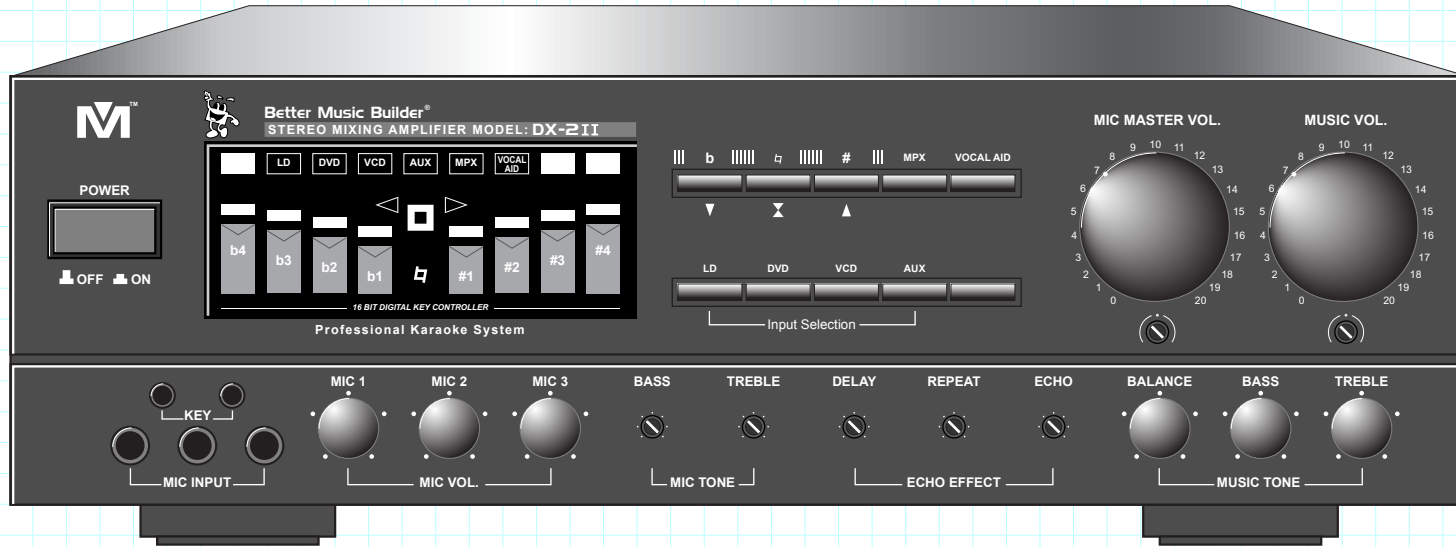 M™
Better Music Builder®
STEREO MIXING AMPLIFIER MODEL: DX-2II
POWER
OFF ON
LD DVD VCD AUX MPX VOCAL AID
b4 b3 b2 b1 ♮ #1 #2 #3 #4
16 BIT DIGITAL KEY CONTROLLER
Professional Karaoke System
b ♮ # MPX VOCAL AID
LD DVD VCD AUX
Input Selection
MIC MASTER VOL.
0 1 2 3 4 5 6 7 8 9 10 11 12 13 14 15 16 17 18 19 20
MUSIC VOL.
0 1 2 3 4 5 6 7 8 9 10 11 12 13 14 15 16 17 18 19 20
KEY
MIC INPUT
MIC 1 MIC 2 MIC 3
MIC VOL.
BASS TREBLE
MIC TONE
DELAY REPEAT ECHO
ECHO EFFECT
BALANCE BASS TREBLE
MUSIC TONE